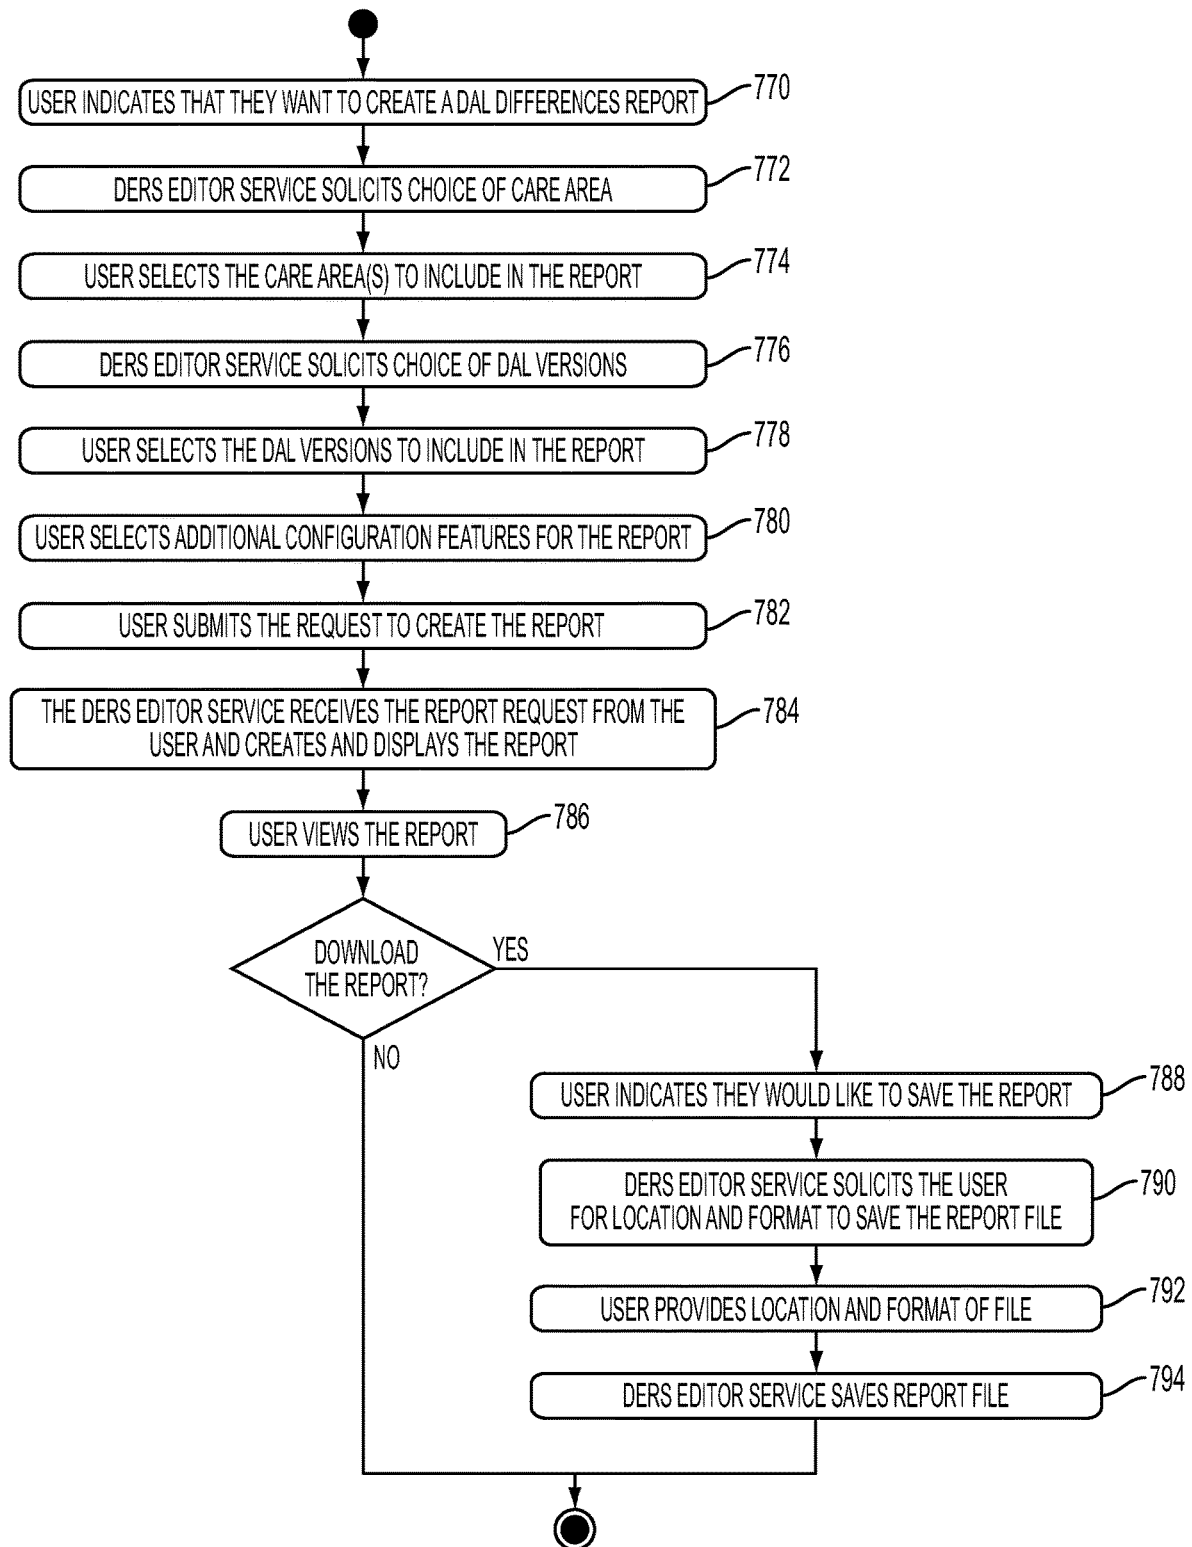 USER INDICATES THAT THEY WANT TO CREATE A DAL DIFFERENCES REPORT
770
DERS EDITOR SERVICE SOLICITS CHOICE OF CARE AREA
772
USER SELECTS THE CARE AREA(S) TO INCLUDE IN THE REPORT
774
DERS EDITOR SERVICE SOLICITS CHOICE OF DAL VERSIONS
776
USER SELECTS THE DAL VERSIONS TO INCLUDE IN THE REPORT
778
USER SELECTS ADDITIONAL CONFIGURATION FEATURES FOR THE REPORT
780
USER SUBMITS THE REQUEST TO CREATE THE REPORT
782
THE DERS EDITOR SERVICE RECEIVES THE REPORT REQUEST FROM THE
USER AND CREATES AND DISPLAYS THE REPORT
784
USER VIEWS THE REPORT
786
DOWNLOAD
THE REPORT?
YES
NO
USER INDICATES THEY WOULD LIKE TO SAVE THE REPORT
788
DERS EDITOR SERVICE SOLICITS THE USER
FOR LOCATION AND FORMAT TO SAVE THE REPORT FILE
790
USER PROVIDES LOCATION AND FORMAT OF FILE
792
DERS EDITOR SERVICE SAVES REPORT FILE
794